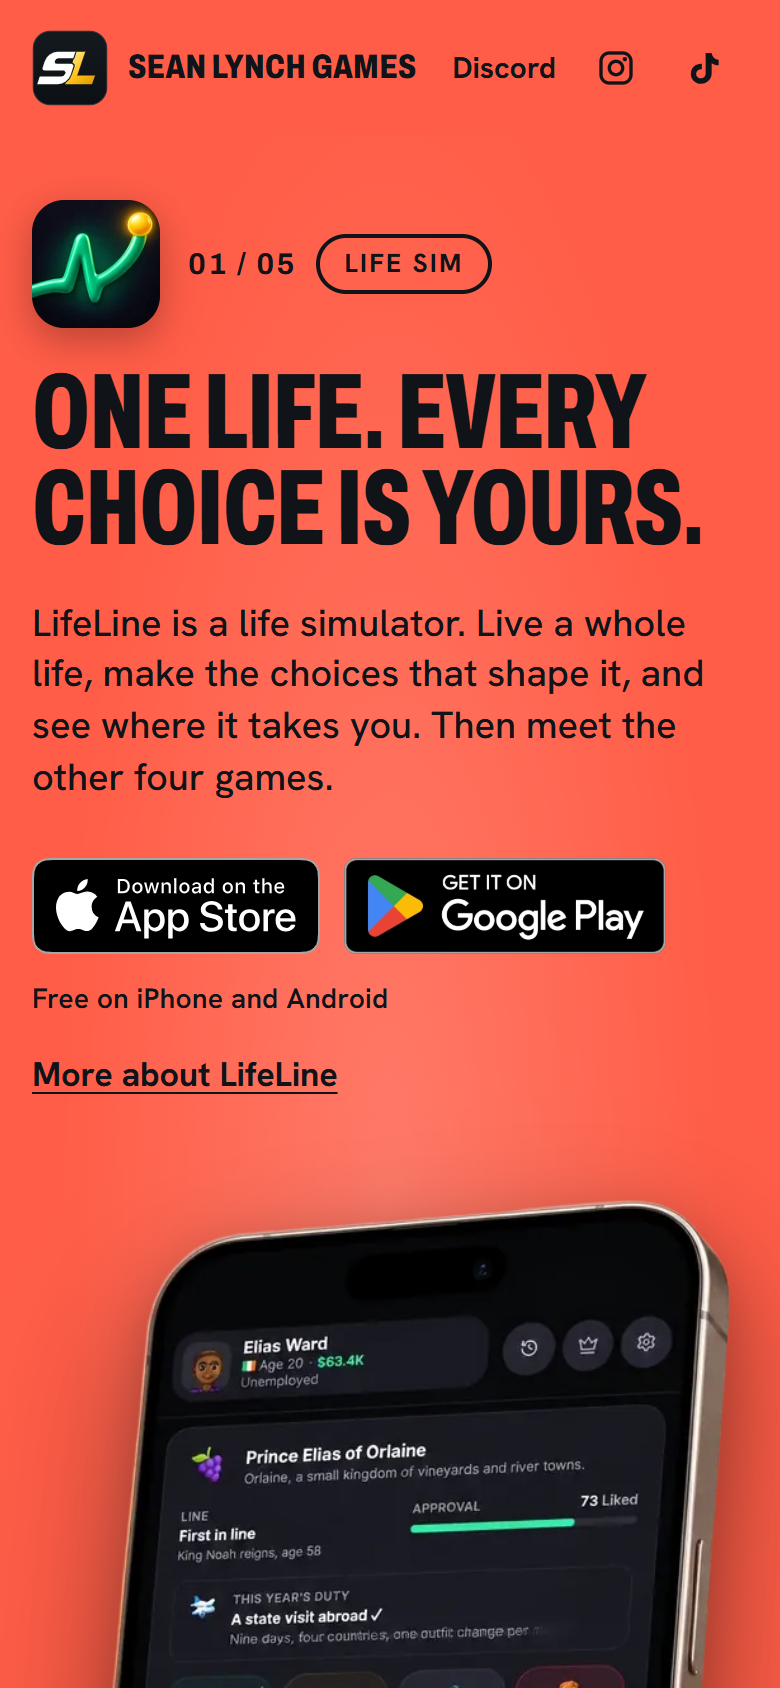 SL
SEAN LYNCH GAMES
Discord
01 / 05
LIFE SIM
ONE LIFE. EVERY
CHOICE IS YOURS.
LifeLine is a life simulator. Live a whole
life, make the choices that shape it, and
see where it takes you. Then meet the
other four games.
Download on the
App Store
GET IT ON
Google Play
Free on iPhone and Android
More about LifeLine
Elias Ward
Age 20 · $63.4K
Unemployed
Prince Elias of Orlaine
Orlaine, a small kingdom of vineyards and river towns.
LINE
First in line
King Noah reigns, age 58
APPROVAL
73 Liked
THIS YEAR'S DUTY
A state visit abroad ✓
Nine days, four countries, one outfit change per